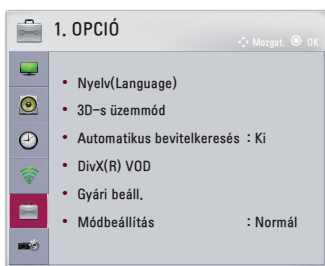 1. OPCIÓ
Mozgat. OK
• Nyelv(Language)
• 3D-s üzemmód
• Automatikus bevitelkeresés : Ki
• DivX(R) VOD
• Gyári beáll.
• Módbeállítás : Normál